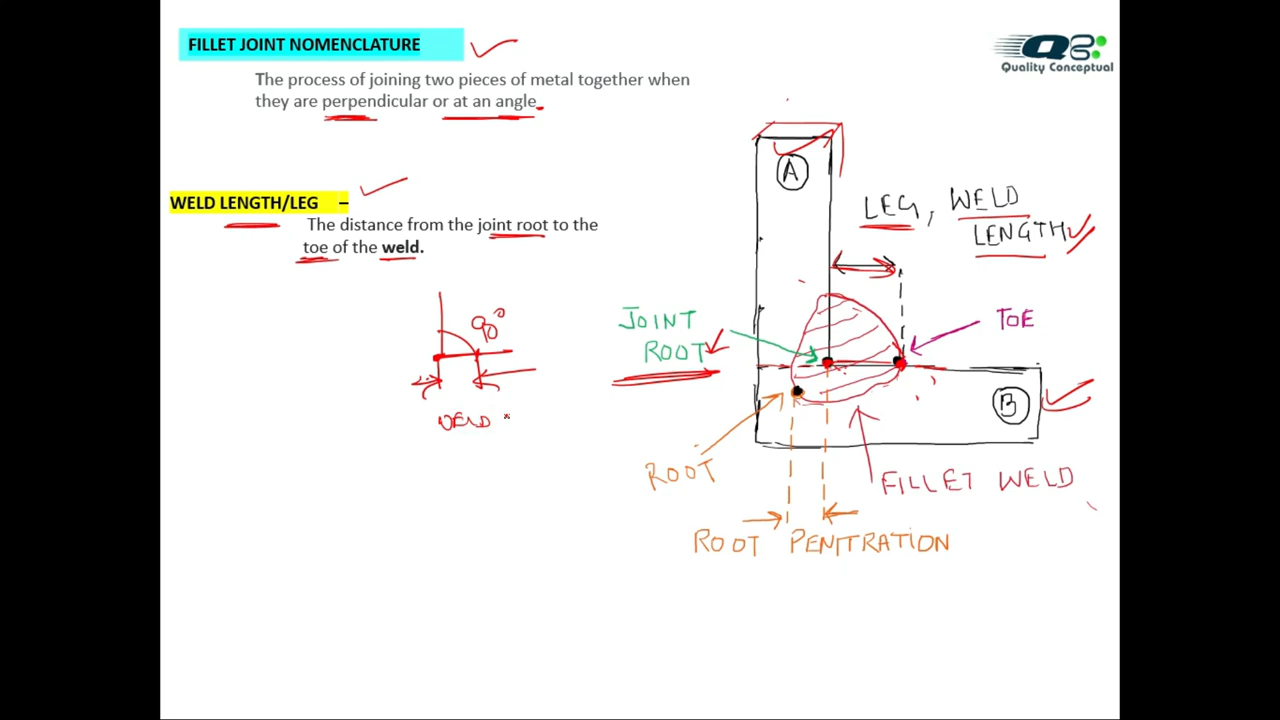 FILLET JOINT NOMENCLATURE
The process of joining two pieces of metal together when
they are perpendicular or at an angle.
WELD LENGTH/LEG –
The distance from the joint root to the
toe of the weld.
90°
WELD
Quality Conceptual
A
LEG, WELD
LENGTH
JOINT
ROOT
TOE
B
ROOT
FILLET WELD
ROOT PENITRATION